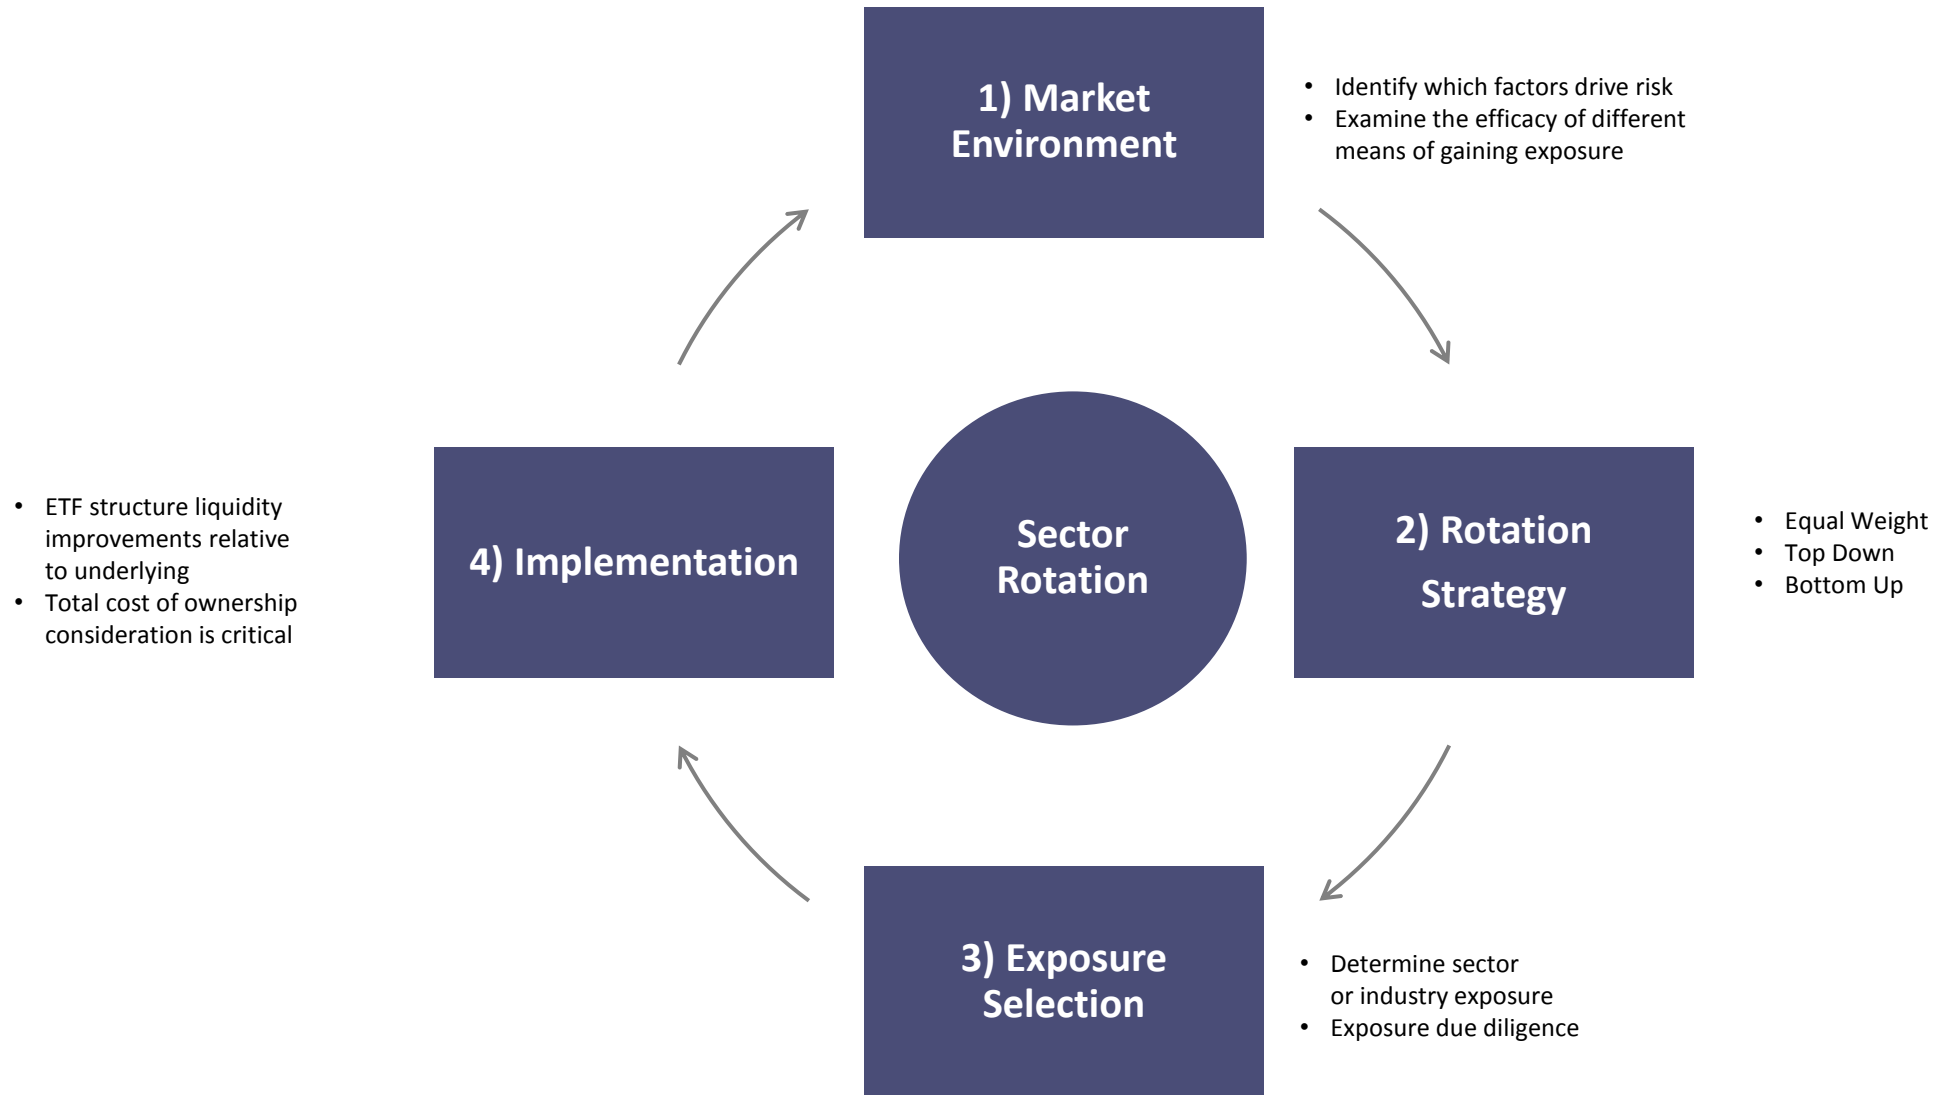 1) Market
Environment
• Identify which factors drive risk
• Examine the efficacy of different
means of gaining exposure
Sector
Rotation
2) Rotation
Strategy
• Equal Weight
• Top Down
• Bottom Up
3) Exposure
Selection
• Determine sector
or industry exposure
• Exposure due diligence
4) Implementation
• ETF structure liquidity
improvements relative
to underlying
• Total cost of ownership
consideration is critical